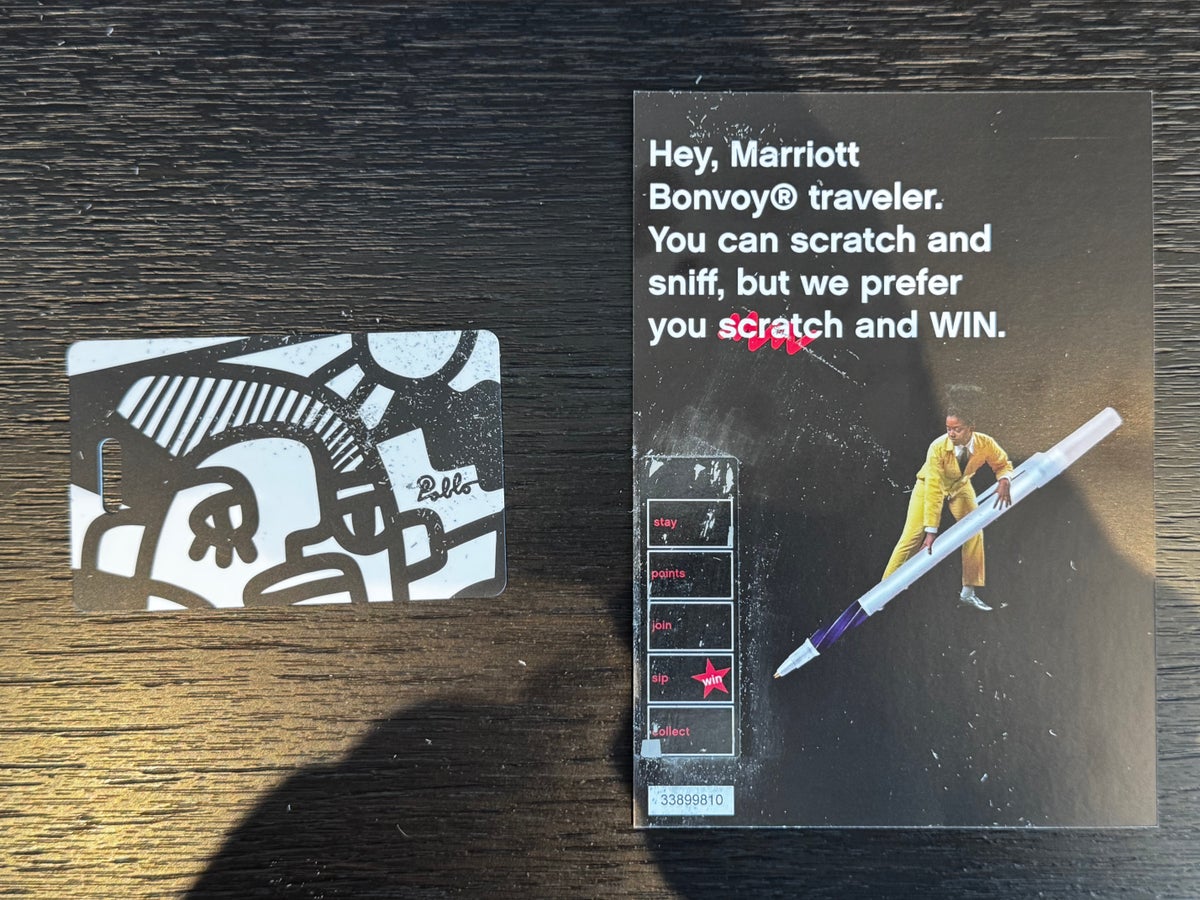 Pablo
Hey, Marriott
Bonvoy® traveler.
You can scratch and
sniff, but we prefer
you scratch and WIN.
stay
points
join
sip win
collect
33899810